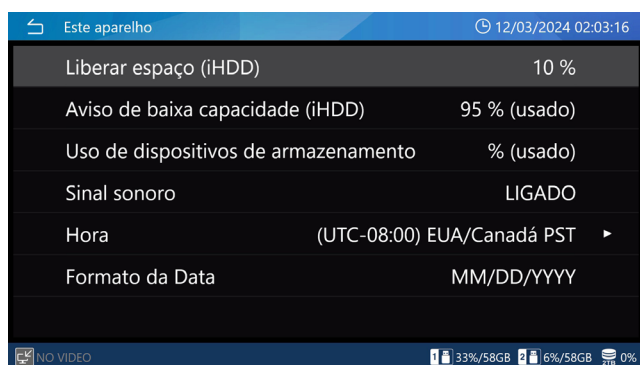 Este aparelho 12/03/2024 02:03:16
Liberar espaço (iHDD) 10 %
Aviso de baixa capacidade (iHDD) 95 % (usado)
Uso de dispositivos de armazenamento % (usado)
Sinal sonoro LIGADO
Hora (UTC-08:00) EUA/Canadá PST
Formato da Data MM/DD/YYYY
NO VIDEO 1 33%/58GB 2 6%/58GB 2TB 0%